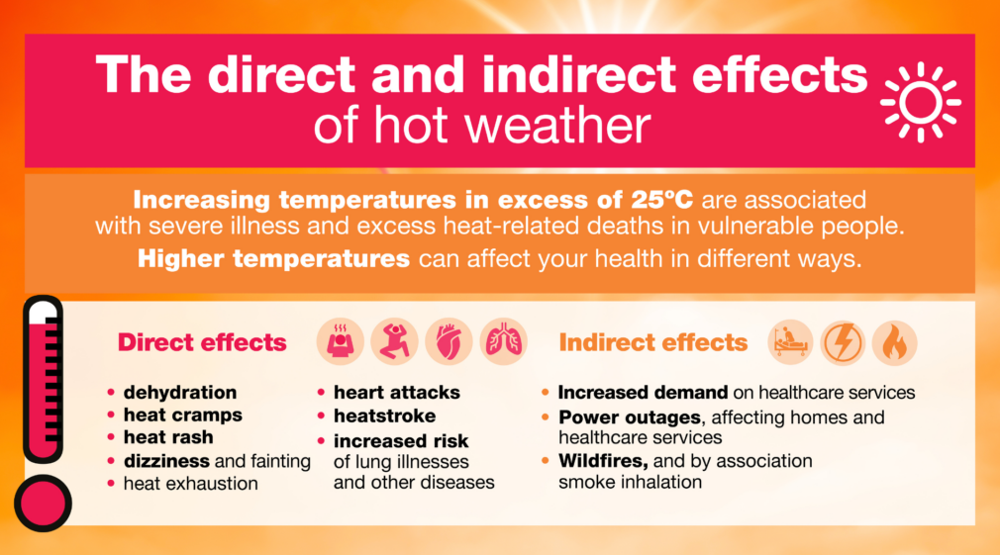 The direct and indirect effects
of hot weather
Increasing temperatures in excess of 25ºC are associated
with severe illness and excess heat-related deaths in vulnerable people.
Higher temperatures can affect your health in different ways.
Direct effects
• dehydration
• heat cramps
• heat rash
• dizziness and fainting
• heat exhaustion
• heart attacks
• heatstroke
• increased risk
of lung illnesses
and other diseases
Indirect effects
• Increased demand on healthcare services
• Power outages, affecting homes and
healthcare services
• Wildfires, and by association
smoke inhalation